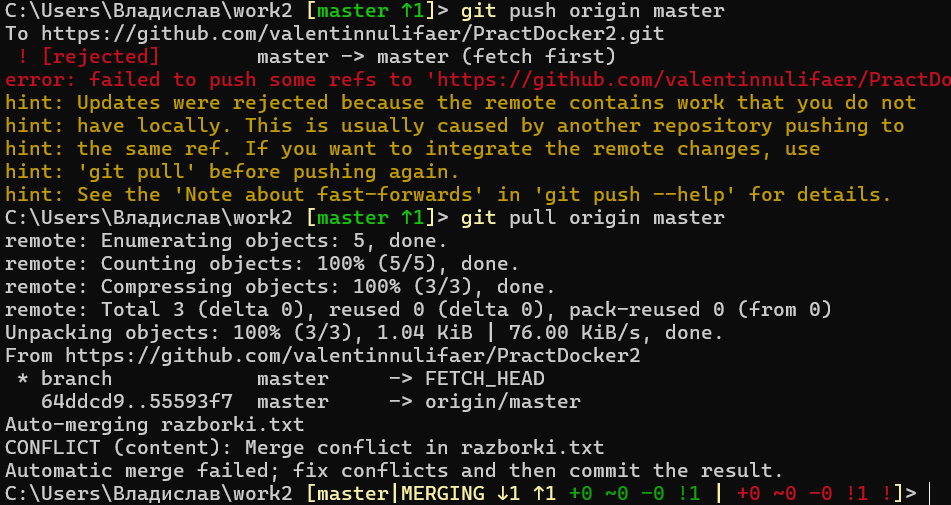 C:\Users\Владислав\work2 [master ↑1]> git push origin master
To https://github.com/valentinnulifaer/PractDocker2.git
 ! [rejected]        master -> master (fetch first)
error: failed to push some refs to 'https://github.com/valentinnulifaer/PractDo
hint: Updates were rejected because the remote contains work that you do not
hint: have locally. This is usually caused by another repository pushing to
hint: the same ref. If you want to integrate the remote changes, use
hint: 'git pull' before pushing again.
hint: See the 'Note about fast-forwards' in 'git push --help' for details.
C:\Users\Владислав\work2 [master ↑1]> git pull origin master
remote: Enumerating objects: 5, done.
remote: Counting objects: 100% (5/5), done.
remote: Compressing objects: 100% (3/3), done.
remote: Total 3 (delta 0), reused 0 (delta 0), pack-reused 0 (from 0)
Unpacking objects: 100% (3/3), 1.04 KiB | 76.00 KiB/s, done.
From https://github.com/valentinnulifaer/PractDocker2
 * branch            master     -> FETCH_HEAD
   64ddcd9..55593f7  master     -> origin/master
Auto-merging razborki.txt
CONFLICT (content): Merge conflict in razborki.txt
Automatic merge failed; fix conflicts and then commit the result.
C:\Users\Владислав\work2 [master|MERGING ↓1 ↑1 +0 ~0 -0 !1 | +0 ~0 -0 !1 !]>